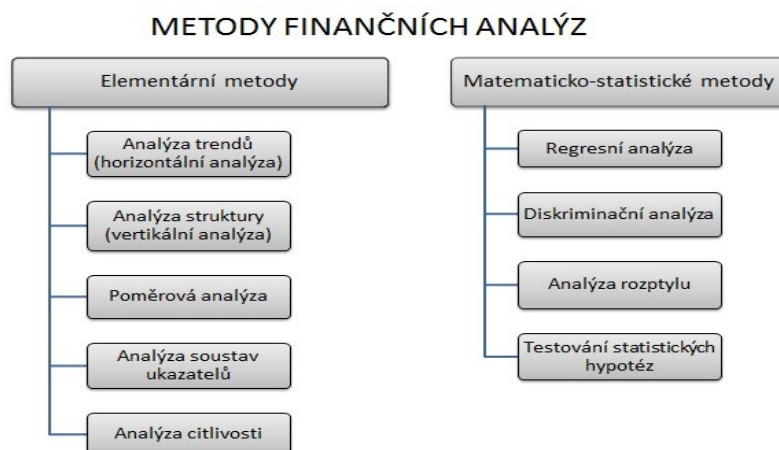 METODY FINANČNÍCH ANALÝZ
Elementární metody
Analýza trendů
(horizontální analýza)
Analýza struktury
(vertikální analýza)
Poměrová analýza
Analýza soustav
ukazatelů
Analýza citlivosti
Matematicko-statistické metody
Regresní analýza
Diskriminační analýza
Analýza rozptylu
Testování statistických
hypotéz